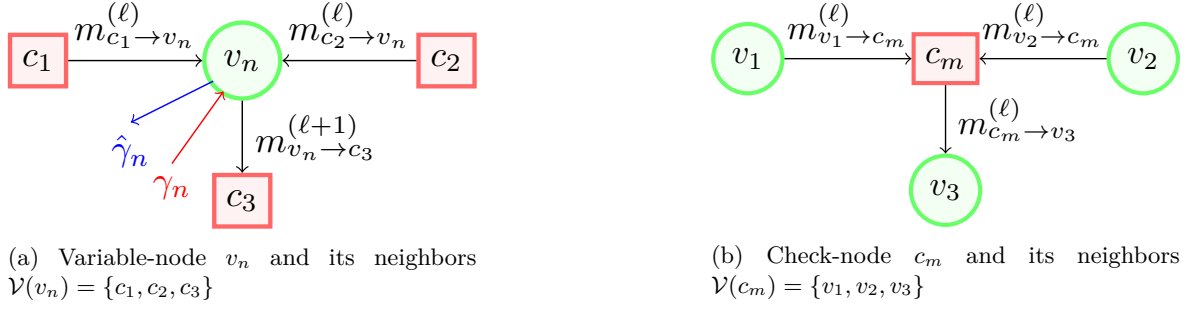 m_{c_1→v_n}^{(ℓ)} m_{c_2→v_n}^{(ℓ)}
c_1 v_n c_2
m_{v_n→c_3}^{(ℓ+1)}
\hat{γ}_n
γ_n
c_3
(a) Variable-node v_n and its neighbors
𝒱(v_n) = {c_1, c_2, c_3}
m_{v_1→c_m}^{(ℓ)} m_{v_2→c_m}^{(ℓ)}
v_1 c_m v_2
m_{c_m→v_3}^{(ℓ)}
v_3
(b) Check-node c_m and its neighbors
𝒱(c_m) = {v_1, v_2, v_3}